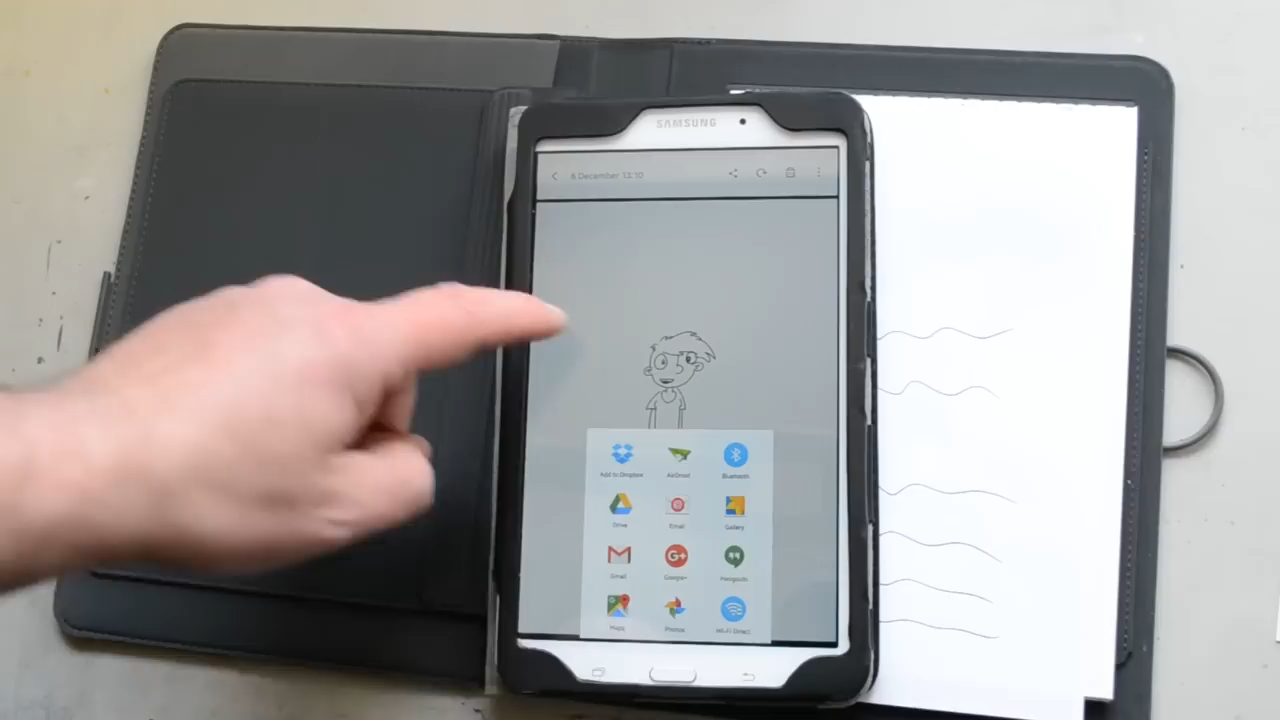 SAMSUNG
6 December 13:10
Add to Dropbox AirDroid Bluetooth
Drive Email Gallery
Gmail Google+ Hangouts
Maps Photos Wi-Fi Direct